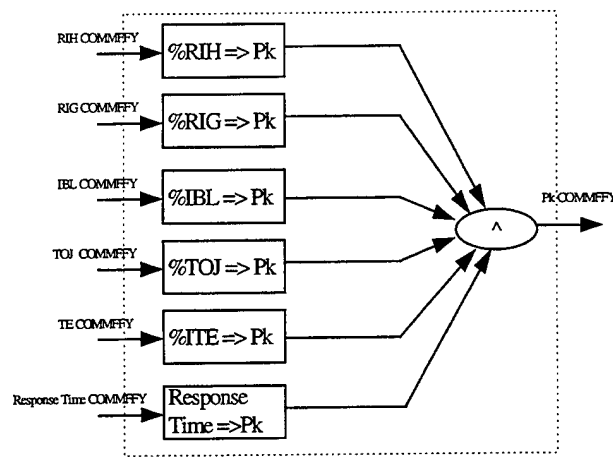 RIH COMMFFY
%RIH => Pk
RIG COMMFFY
%RIG => Pk
IBL COMMFFY
%IBL => Pk
Pk COMMFFY
^
TOJ COMMFFY
%TOJ => Pk
TE COMMFFY
%ITE => Pk
Response Time COMMFFY
Response
Time =>Pk